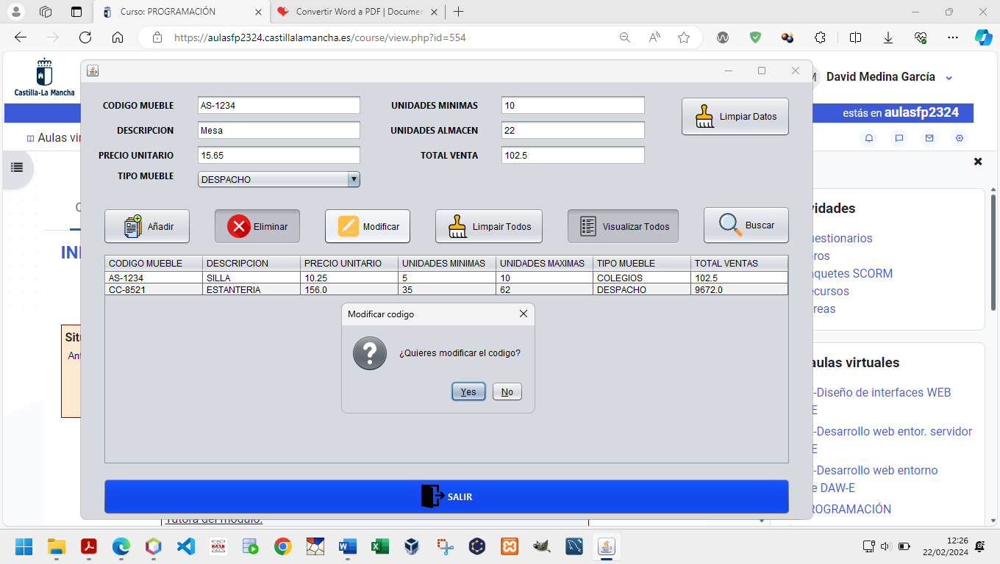 Curso: PROGRAMACIÓN
Convertir Word a PDF | Documen
https://aulasfp2324.castillalamancha.es/course/view.php?id=554
Castilla-La Mancha
David Medina García
estás en aulasfp2324
Aulas vi
CODIGO MUEBLE AS-1234 UNIDADES MINIMAS 10 Limpiar Datos
DESCRIPCION Mesa UNIDADES ALMACEN 22
PRECIO UNITARIO 15.65 TOTAL VENTA 102.5
TIPO MUEBLE DESPACHO
Añadir Eliminar Modificar Limpair Todos Visualizar Todos Buscar
CODIGO MUEBLE DESCRIPCION PRECIO UNITARIO UNIDADES MINIMAS UNIDADES MAXIMAS TIPO MUEBLE TOTAL VENTAS
AS-1234 SILLA 10.25 5 10 COLEGIOS 102.5
CC-8521 ESTANTERIA 156.0 35 62 DESPACHO 9672.0
Modificar codigo
¿Quieres modificar el codigo?
Yes No
SALIR
INI
Sit
Ant
vidades
uestionarios
ros
aquetes SCORM
ecursos
reas
aulas virtuales
-Diseño de interfaces WEB
E
-Desarrollo web entor. servidor
E
-Desarrollo web entorno
e DAW-E
ROGRAMACIÓN
Tutora del módulo:
12:26
22/02/2024